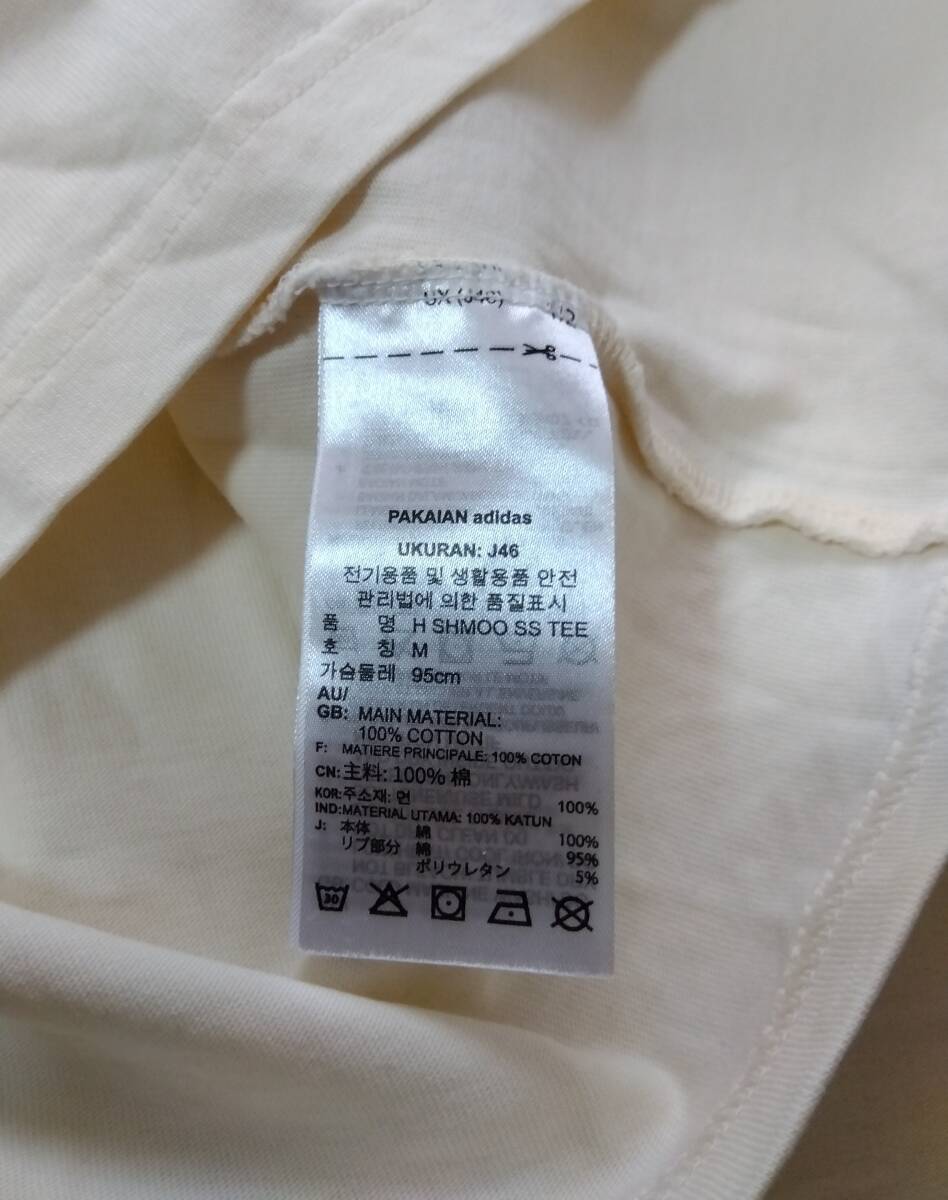 PAKAIAN adidas
UKURAN: J46
전기용품 및 생활용품 안전
관리법에 의한 품질표시
품 명 H SHMOO SS TEE
호 칭 M
가슴둘레 95cm
AU/
GB: MAIN MATERIAL:
100% COTTON
F: MATIERE PRINCIPALE: 100% COTON
CN: 主料: 100% 棉
KOR: 주소재: 면 100%
IND: MATERIAL UTAMA: 100% KATUN
J: 本体 綿 100%
リブ部分 綿 95%
ポリウレタン 5%
30